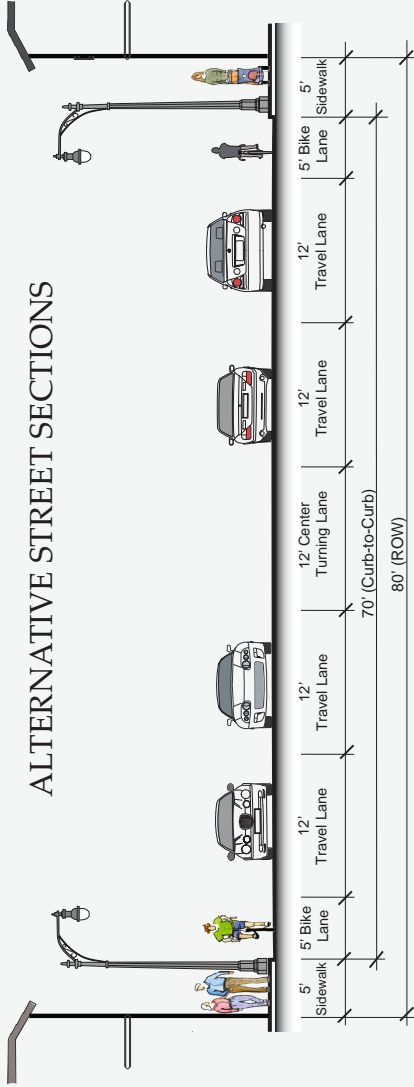 ALTERNATIVE STREET SECTIONS
5'
Sidewalk
5' Bike
Lane
12'
Travel Lane
12'
Travel Lane
12' Center
Turning Lane
12'
Travel Lane
12'
Travel Lane
5' Bike
Lane
5'
Sidewalk
70' (Curb-to-Curb)
80' (ROW)